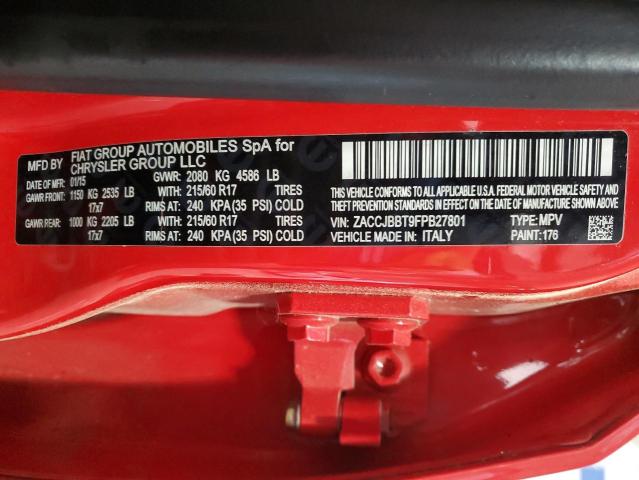 MFD BY FIAT GROUP AUTOMOBILES SpA for
CHRYSLER GROUP LLC
DATE OF MFR: 01/15 GVWR: 2080 KG 4586 LB
GAWR FRONT: 1150 KG 2535 LB WITH: 215/60 R17 TIRES
17x7 RIMS AT: 240 KPA(35 PSI) COLD
GAWR REAR: 1000 KG 2205 LB WITH: 215/60 R17 TIRES
17x7 RIMS AT: 240 KPA(35 PSI) COLD
THIS VEHICLE CONFORMS TO ALL APPLICABLE U.S.A. FEDERAL MOTOR VEHICLE
SAFETY, BUMPER, AND THEFT PREVENTION STANDARDS
IN EFFECT ON THE DATE OF MANUFACTURE SHOWN ABOVE
VIN: ZACCJBBT9FPB27801 TYPE: MPV
VEHICLE MADE IN: ITALY PAINT: 176